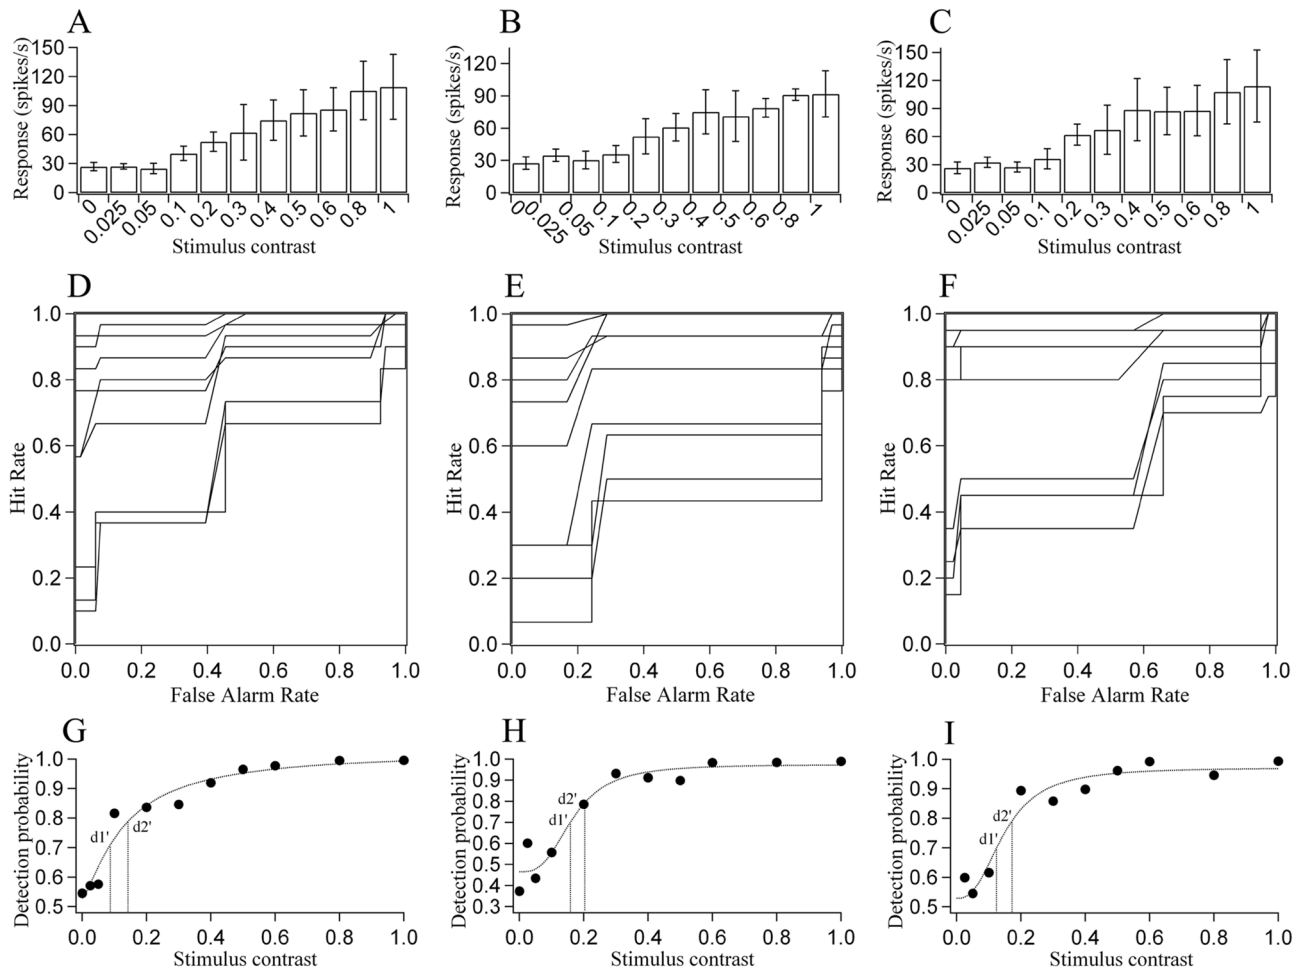 A
B
C
Response (spikes/s)
150
120
90
60
30
0
0
0.025
0.05
0.1
0.2
0.3
0.4
0.5
0.6
0.8
1
Stimulus contrast
Response (spikes/s)
120
90
60
30
0
0
0.025
0.05
0.1
0.2
0.3
0.4
0.5
0.6
0.8
1
Stimulus contrast
Response (spikes/s)
150
120
90
60
30
0
0
0.025
0.05
0.1
0.2
0.3
0.4
0.5
0.6
0.8
1
Stimulus contrast
D
E
F
Hit Rate
1.0
0.8
0.6
0.4
0.2
0.0
0.0 0.2 0.4 0.6 0.8 1.0
False Alarm Rate
Hit Rate
1.0
0.8
0.6
0.4
0.2
0.0
0.0 0.2 0.4 0.6 0.8 1.0
False Alarm Rate
Hit Rate
1.0
0.8
0.6
0.4
0.2
0.0
0.0 0.2 0.4 0.6 0.8 1.0
False Alarm Rate
G
H
I
Detection probability
1.0
0.9
0.8
0.7
0.6
0.5
d1'
d2'
0.0 0.2 0.4 0.6 0.8 1.0
Stimulus contrast
Detection probability
1.0
0.9
0.8
0.7
0.6
0.5
0.4
0.3
d2'
d1'
0.0 0.2 0.4 0.6 0.8 1.0
Stimulus contrast
Detection probability
1.0
0.9
0.8
0.7
0.6
0.5
d2'
d1'
0.0 0.2 0.4 0.6 0.8 1.0
Stimulus contrast